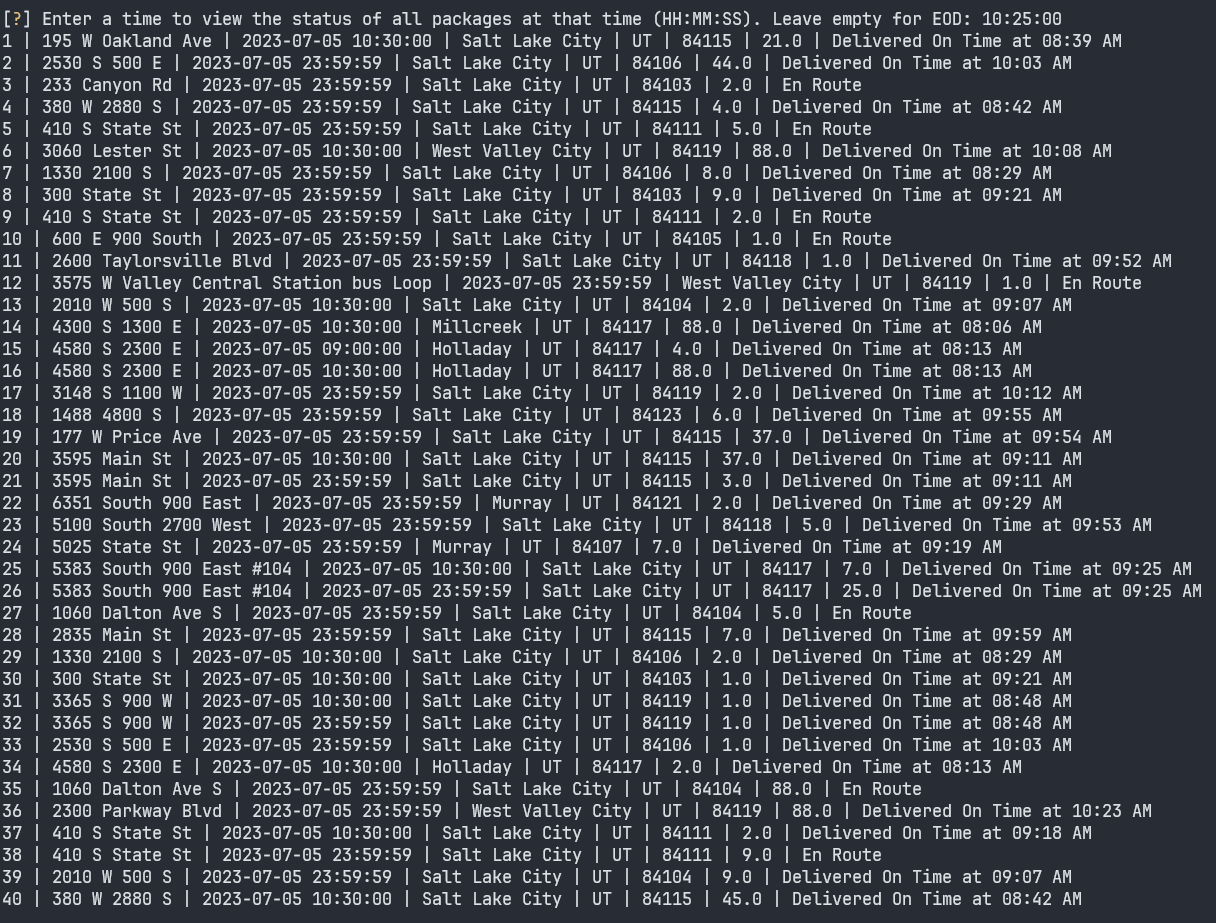 [?] Enter a time to view the status of all packages at that time (HH:MM:SS). Leave empty for EOD: 10:25:00
1 | 195 W Oakland Ave | 2023-07-05 10:30:00 | Salt Lake City | UT | 84115 | 21.0 | Delivered On Time at 08:39 AM
2 | 2530 S 500 E | 2023-07-05 23:59:59 | Salt Lake City | UT | 84106 | 44.0 | Delivered On Time at 10:03 AM
3 | 233 Canyon Rd | 2023-07-05 23:59:59 | Salt Lake City | UT | 84103 | 2.0 | En Route
4 | 380 W 2880 S | 2023-07-05 23:59:59 | Salt Lake City | UT | 84115 | 4.0 | Delivered On Time at 08:42 AM
5 | 410 S State St | 2023-07-05 23:59:59 | Salt Lake City | UT | 84111 | 5.0 | En Route
6 | 3060 Lester St | 2023-07-05 10:30:00 | West Valley City | UT | 84119 | 88.0 | Delivered On Time at 10:08 AM
7 | 1330 2100 S | 2023-07-05 23:59:59 | Salt Lake City | UT | 84106 | 8.0 | Delivered On Time at 08:29 AM
8 | 300 State St | 2023-07-05 23:59:59 | Salt Lake City | UT | 84103 | 9.0 | Delivered On Time at 09:21 AM
9 | 410 S State St | 2023-07-05 23:59:59 | Salt Lake City | UT | 84111 | 2.0 | En Route
10 | 600 E 900 South | 2023-07-05 23:59:59 | Salt Lake City | UT | 84105 | 1.0 | En Route
11 | 2600 Taylorsville Blvd | 2023-07-05 23:59:59 | Salt Lake City | UT | 84118 | 1.0 | Delivered On Time at 09:52 AM
12 | 3575 W Valley Central Station bus Loop | 2023-07-05 23:59:59 | West Valley City | UT | 84119 | 1.0 | En Route
13 | 2010 W 500 S | 2023-07-05 10:30:00 | Salt Lake City | UT | 84104 | 2.0 | Delivered On Time at 09:07 AM
14 | 4300 S 1300 E | 2023-07-05 10:30:00 | Millcreek | UT | 84117 | 88.0 | Delivered On Time at 08:06 AM
15 | 4580 S 2300 E | 2023-07-05 09:00:00 | Holladay | UT | 84117 | 4.0 | Delivered On Time at 08:13 AM
16 | 4580 S 2300 E | 2023-07-05 10:30:00 | Holladay | UT | 84117 | 88.0 | Delivered On Time at 08:13 AM
17 | 3148 S 1100 W | 2023-07-05 23:59:59 | Salt Lake City | UT | 84119 | 2.0 | Delivered On Time at 10:12 AM
18 | 1488 4800 S | 2023-07-05 23:59:59 | Salt Lake City | UT | 84123 | 6.0 | Delivered On Time at 09:55 AM
19 | 177 W Price Ave | 2023-07-05 23:59:59 | Salt Lake City | UT | 84115 | 37.0 | Delivered On Time at 09:54 AM
20 | 3595 Main St | 2023-07-05 10:30:00 | Salt Lake City | UT | 84115 | 37.0 | Delivered On Time at 09:11 AM
21 | 3595 Main St | 2023-07-05 23:59:59 | Salt Lake City | UT | 84115 | 3.0 | Delivered On Time at 09:11 AM
22 | 6351 South 900 East | 2023-07-05 23:59:59 | Murray | UT | 84121 | 2.0 | Delivered On Time at 09:29 AM
23 | 5100 South 2700 West | 2023-07-05 23:59:59 | Salt Lake City | UT | 84118 | 5.0 | Delivered On Time at 09:53 AM
24 | 5025 State St | 2023-07-05 23:59:59 | Murray | UT | 84107 | 7.0 | Delivered On Time at 09:19 AM
25 | 5383 South 900 East #104 | 2023-07-05 10:30:00 | Salt Lake City | UT | 84117 | 7.0 | Delivered On Time at 09:25 AM
26 | 5383 South 900 East #104 | 2023-07-05 23:59:59 | Salt Lake City | UT | 84117 | 25.0 | Delivered On Time at 09:25 AM
27 | 1060 Dalton Ave S | 2023-07-05 23:59:59 | Salt Lake City | UT | 84104 | 5.0 | En Route
28 | 2835 Main St | 2023-07-05 23:59:59 | Salt Lake City | UT | 84115 | 7.0 | Delivered On Time at 09:59 AM
29 | 1330 2100 S | 2023-07-05 10:30:00 | Salt Lake City | UT | 84106 | 2.0 | Delivered On Time at 08:29 AM
30 | 300 State St | 2023-07-05 10:30:00 | Salt Lake City | UT | 84103 | 1.0 | Delivered On Time at 09:21 AM
31 | 3365 S 900 W | 2023-07-05 10:30:00 | Salt Lake City | UT | 84119 | 1.0 | Delivered On Time at 08:48 AM
32 | 3365 S 900 W | 2023-07-05 23:59:59 | Salt Lake City | UT | 84119 | 1.0 | Delivered On Time at 08:48 AM
33 | 2530 S 500 E | 2023-07-05 23:59:59 | Salt Lake City | UT | 84106 | 1.0 | Delivered On Time at 10:03 AM
34 | 4580 S 2300 E | 2023-07-05 10:30:00 | Holladay | UT | 84117 | 2.0 | Delivered On Time at 08:13 AM
35 | 1060 Dalton Ave S | 2023-07-05 23:59:59 | Salt Lake City | UT | 84104 | 88.0 | En Route
36 | 2300 Parkway Blvd | 2023-07-05 23:59:59 | West Valley City | UT | 84119 | 88.0 | Delivered On Time at 10:23 AM
37 | 410 S State St | 2023-07-05 10:30:00 | Salt Lake City | UT | 84111 | 2.0 | Delivered On Time at 09:18 AM
38 | 410 S State St | 2023-07-05 23:59:59 | Salt Lake City | UT | 84111 | 9.0 | En Route
39 | 2010 W 500 S | 2023-07-05 23:59:59 | Salt Lake City | UT | 84104 | 9.0 | Delivered On Time at 09:07 AM
40 | 380 W 2880 S | 2023-07-05 10:30:00 | Salt Lake City | UT | 84115 | 45.0 | Delivered On Time at 08:42 AM